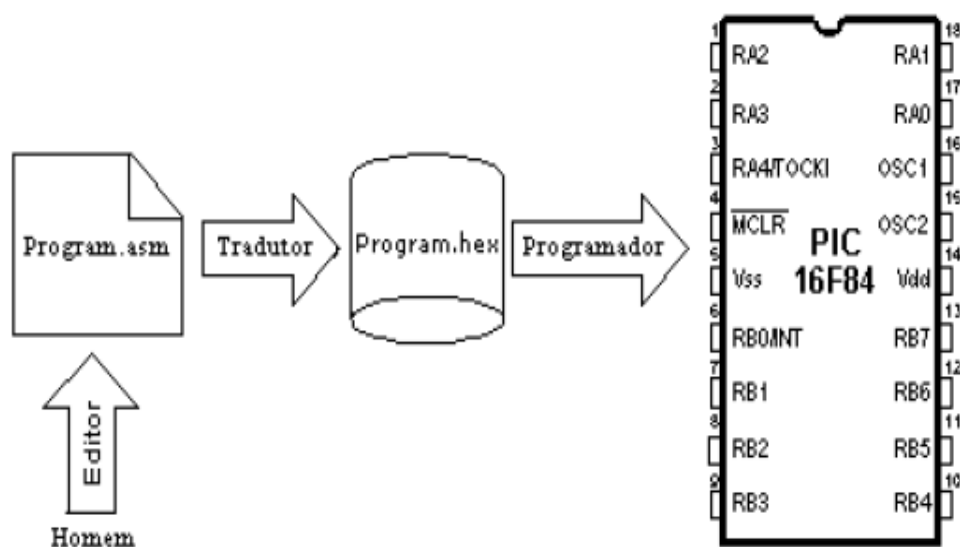 Program.asm
Tradutor
Program.hex
Programador
Editor
Homem
1 RA2 RA1 18
2 RA3 RA0 17
3 RA4/TOCKI OSC1 16
4 MCLR OSC2 15
PIC
5 Vss 16F84 Vdd 14
6 RB0/INT RB7 13
7 RB1 RB6 12
8 RB2 RB5 11
9 RB3 RB4 10